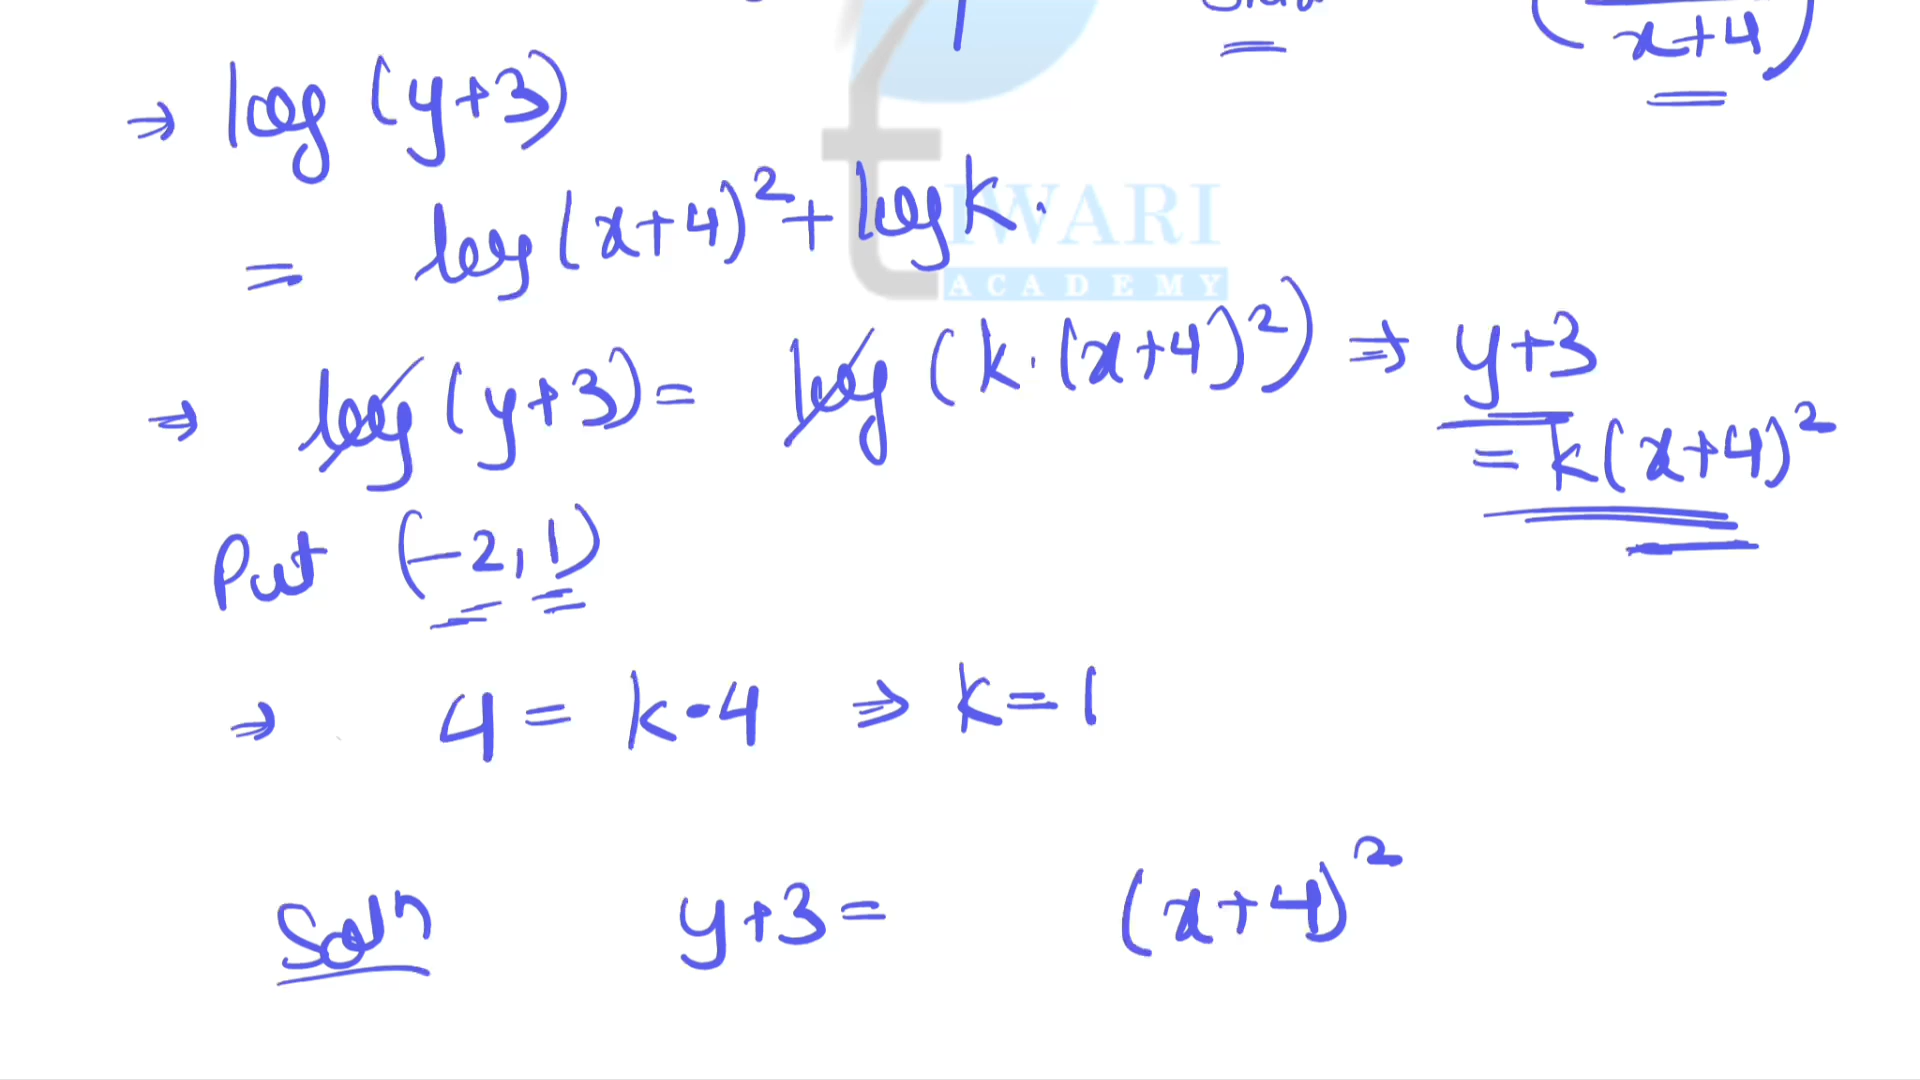 x+4)
⇒ log (y+3)
= log (x+4)² + log k.
TIWARI
ACADEMY
⇒ log (y+3) = log (k·(x+4)²) ⇒ y+3
= k(x+4)²
Put (-2, 1)
⇒ 4 = k·4 ⇒ k = 1
Soln y+3 = (x+4)²